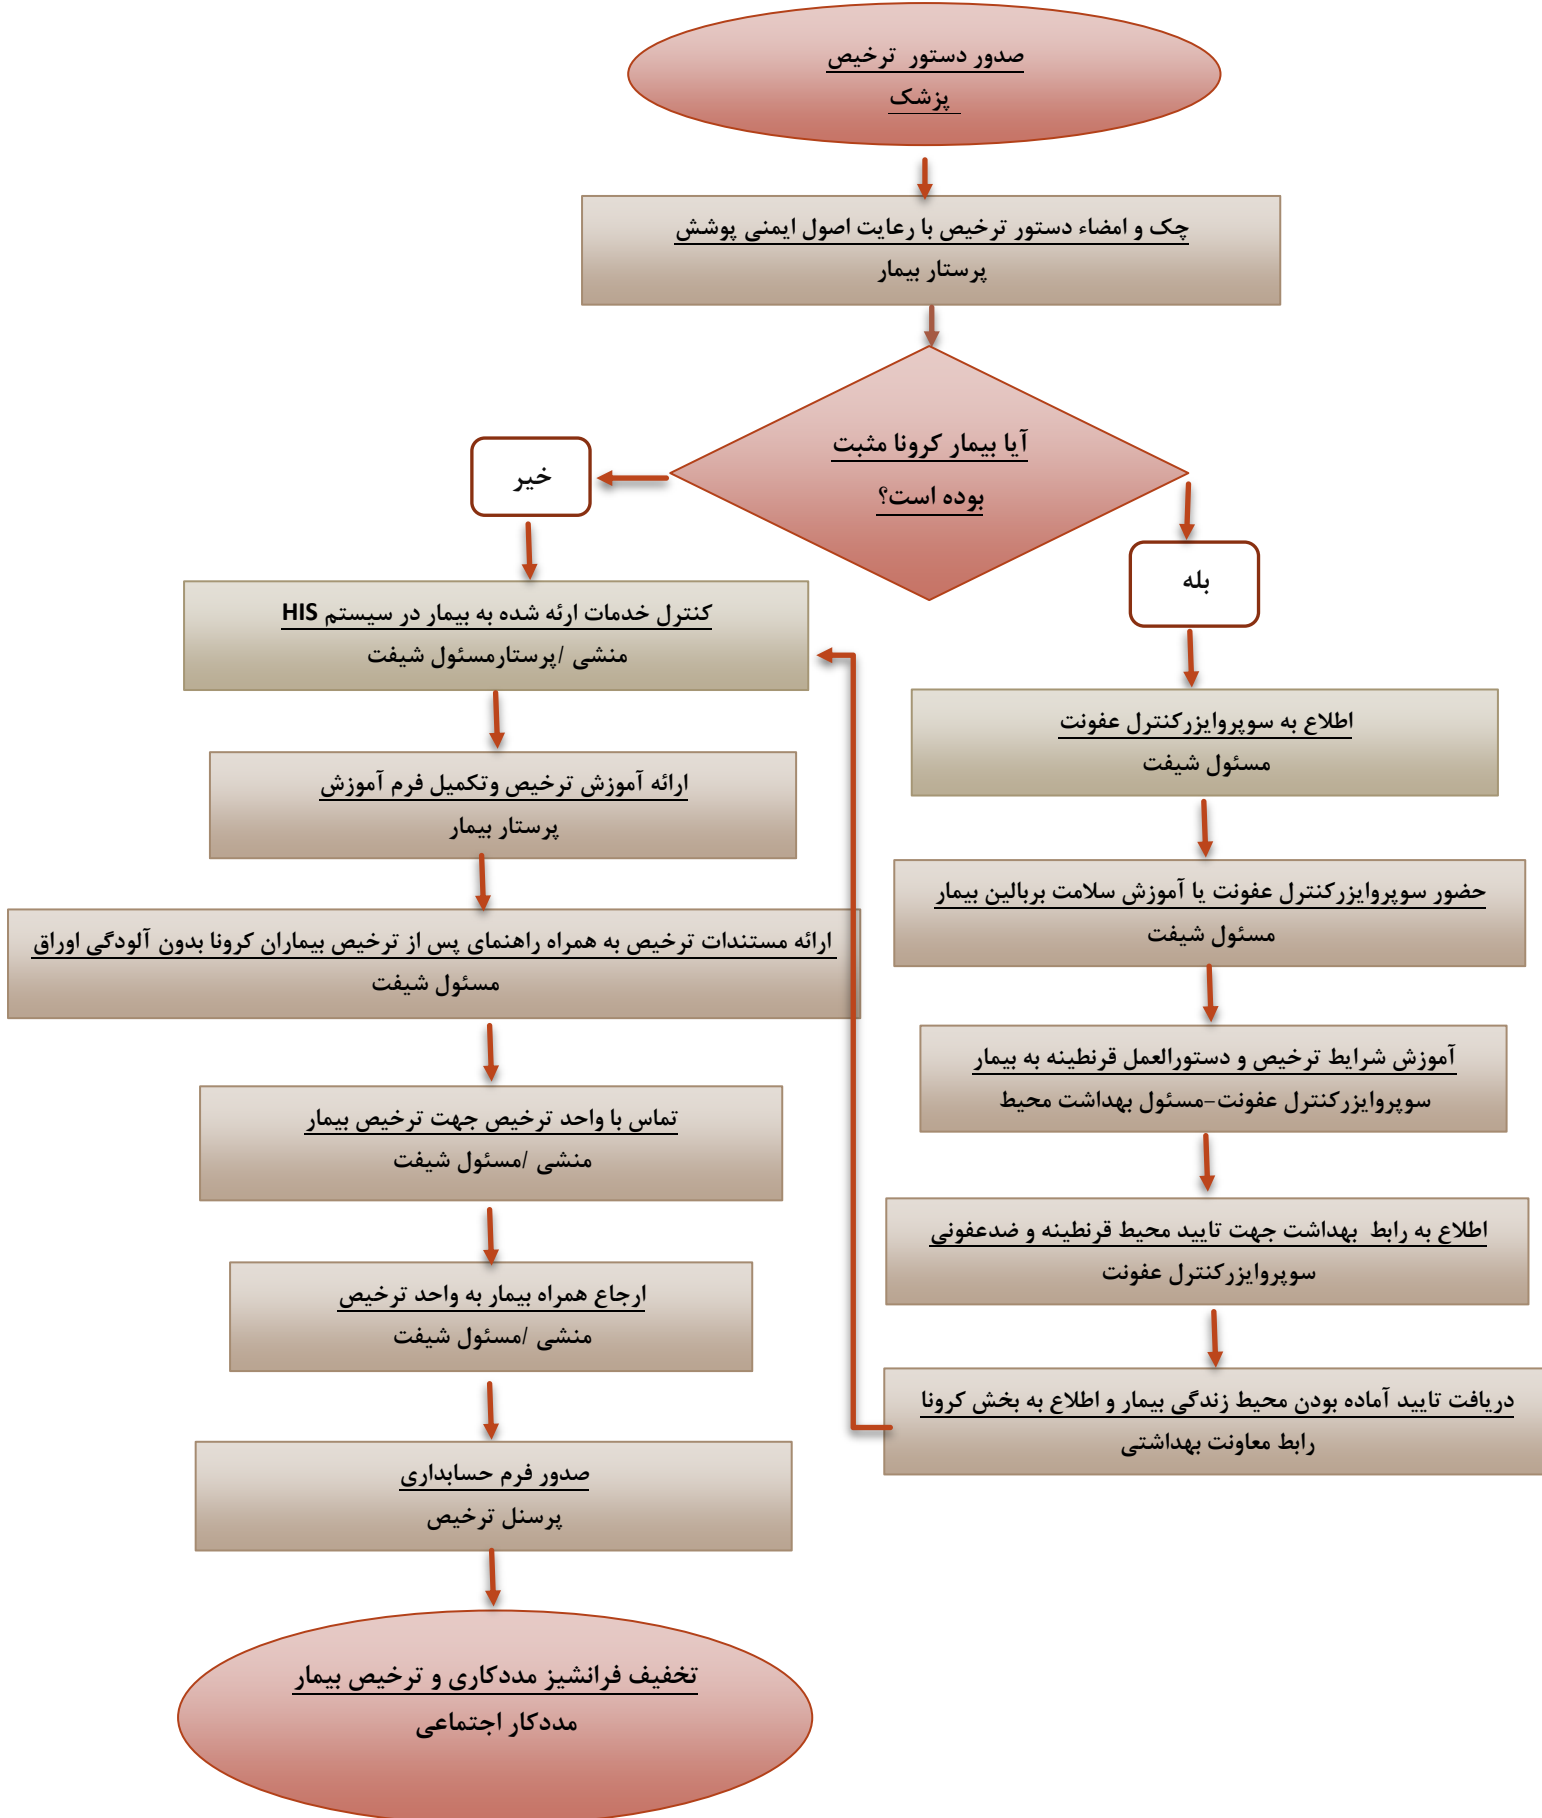 صدور دستور ترخیص
پزشک
چک و امضاء دستور ترخیص با رعایت اصول ایمنی پوشش
پرستار بیمار
آیا بیمار کرونا مثبت
بوده است؟
خیر
بله
کنترل خدمات ارئه شده به بیمار در سیستم HIS
منشی /پرستارمسئول شیفت
ارائه آموزش ترخیص وتکمیل فرم آموزش
پرستار بیمار
ارائه مستندات ترخیص به همراه راهنمای پس از ترخیص بیماران کرونا بدون آلودگی اوراق
مسئول شیفت
تماس با واحد ترخیص جهت ترخیص بیمار
منشی /مسئول شیفت
ارجاع همراه بیمار به واحد ترخیص
منشی /مسئول شیفت
صدور فرم حسابداری
پرسنل ترخیص
تخفیف فرانشیز مددکاری و ترخیص بیمار
مددکار اجتماعی
اطلاع به سوپروایزرکنترل عفونت
مسئول شیفت
حضور سوپروایزرکنترل عفونت یا آموزش سلامت بربالین بیمار
مسئول شیفت
آموزش شرایط ترخیص و دستورالعمل قرنطینه به بیمار
سوپروایزرکنترل عفونت-مسئول بهداشت محیط
اطلاع به رابط بهداشت جهت تایید محیط قرنطینه و ضدعفونی
سوپروایزرکنترل عفونت
دریافت تایید آماده بودن محیط زندگی بیمار و اطلاع به بخش کرونا
رابط معاونت بهداشتی